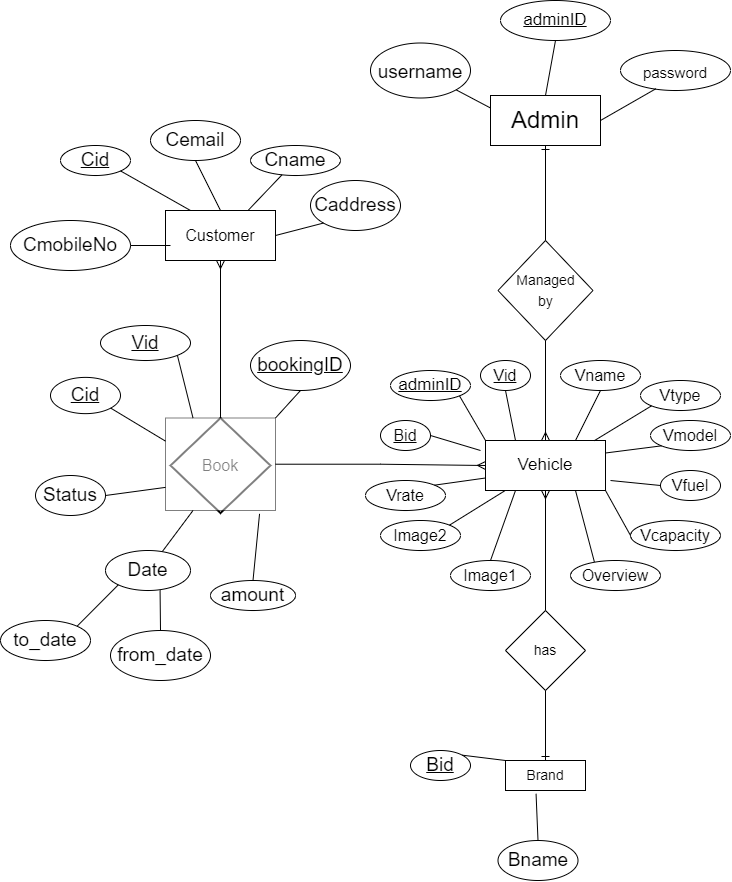 adminID
username
password
Admin
Cemail
Cid
Cname
Caddress
Customer
CmobileNo
Managed
by
Vid
bookingID
Cid
Book
Status
Date
amount
to_date
from_date
adminID
Vid
Vname
Vtype
Bid
Vmodel
Vehicle
Vrate
Vfuel
Image2
Vcapacity
Image1
Overview
has
Bid
Brand
Bname